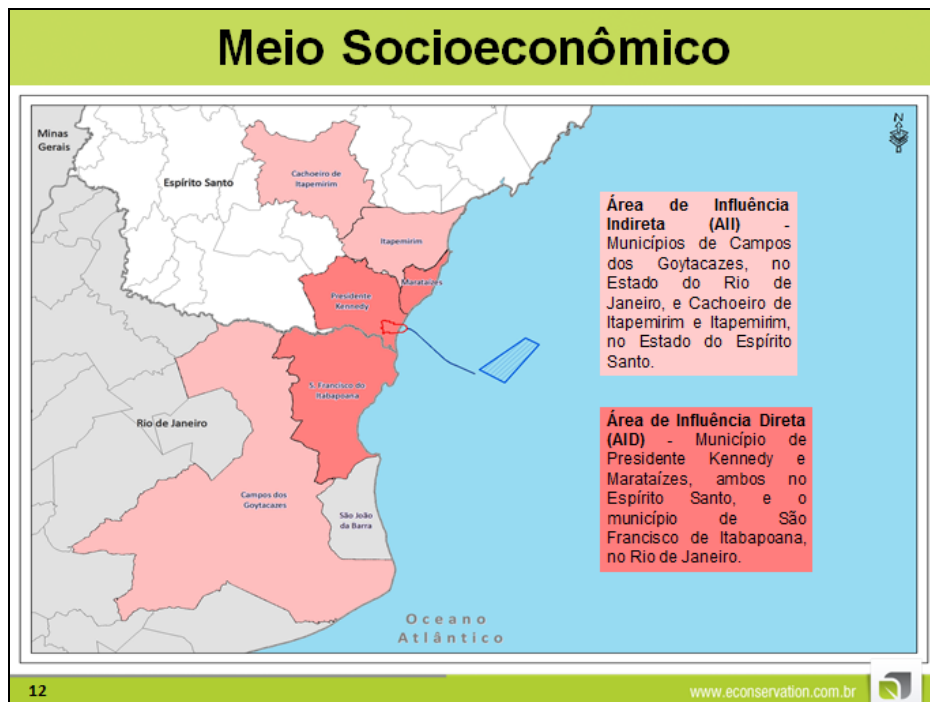 Meio Socioeconômico
Minas
Gerais
Espírito Santo
Cachoeiro de
Itapemirim
N
Itapemirim
Marataízes
Presidente
Kennedy
S. Francisco do
Itabapoana
Rio de Janeiro
Campos dos
Goytacazes
São João
da Barra
Oceano
Atlântico
Área de Influência
Indireta (AII) -
Municípios de Campos
dos Goytacazes, no
Estado do Rio de
Janeiro, e Cachoeiro de
Itapemirim e Itapemirim,
no Estado do Espírito
Santo.
Área de Influência Direta
(AID) - Município de
Presidente Kennedy e
Marataízes, ambos no
Espírito Santo, e o
município de São
Francisco de Itabapoana,
no Rio de Janeiro.
12
www.econservation.com.br